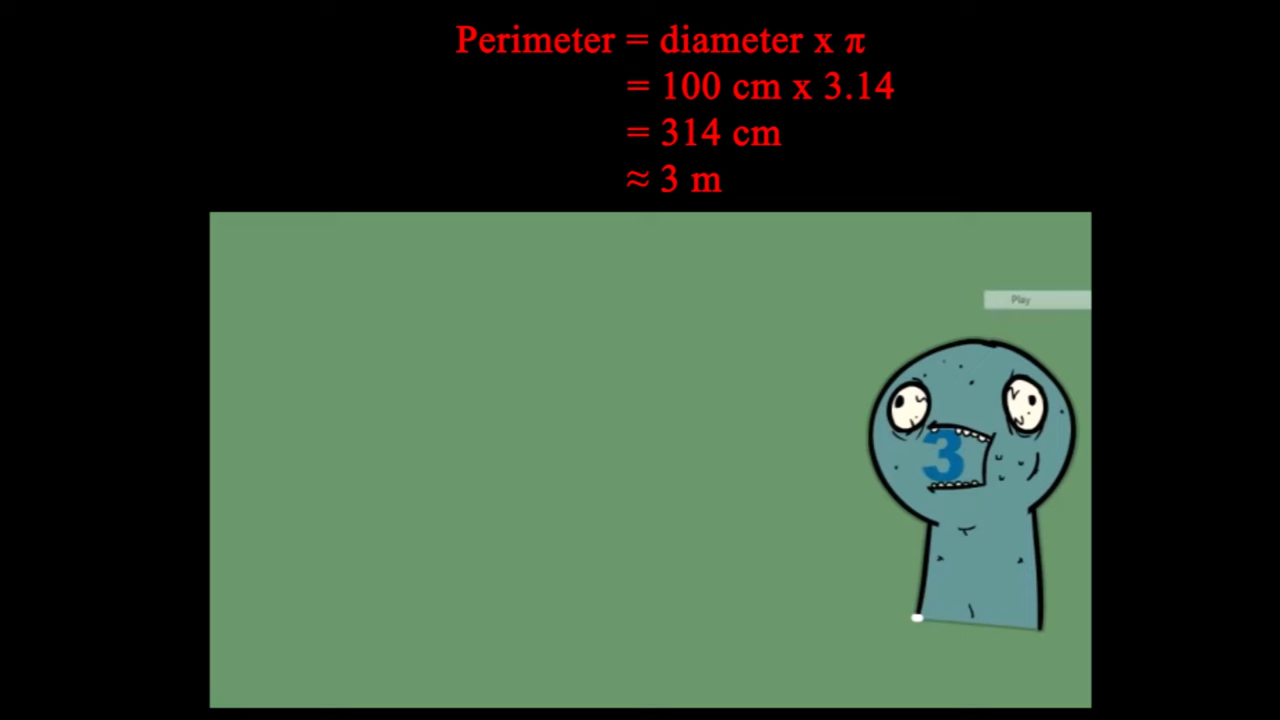 Perimeter = diameter x π
= 100 cm x 3.14
= 314 cm
≈ 3 m
Play
3